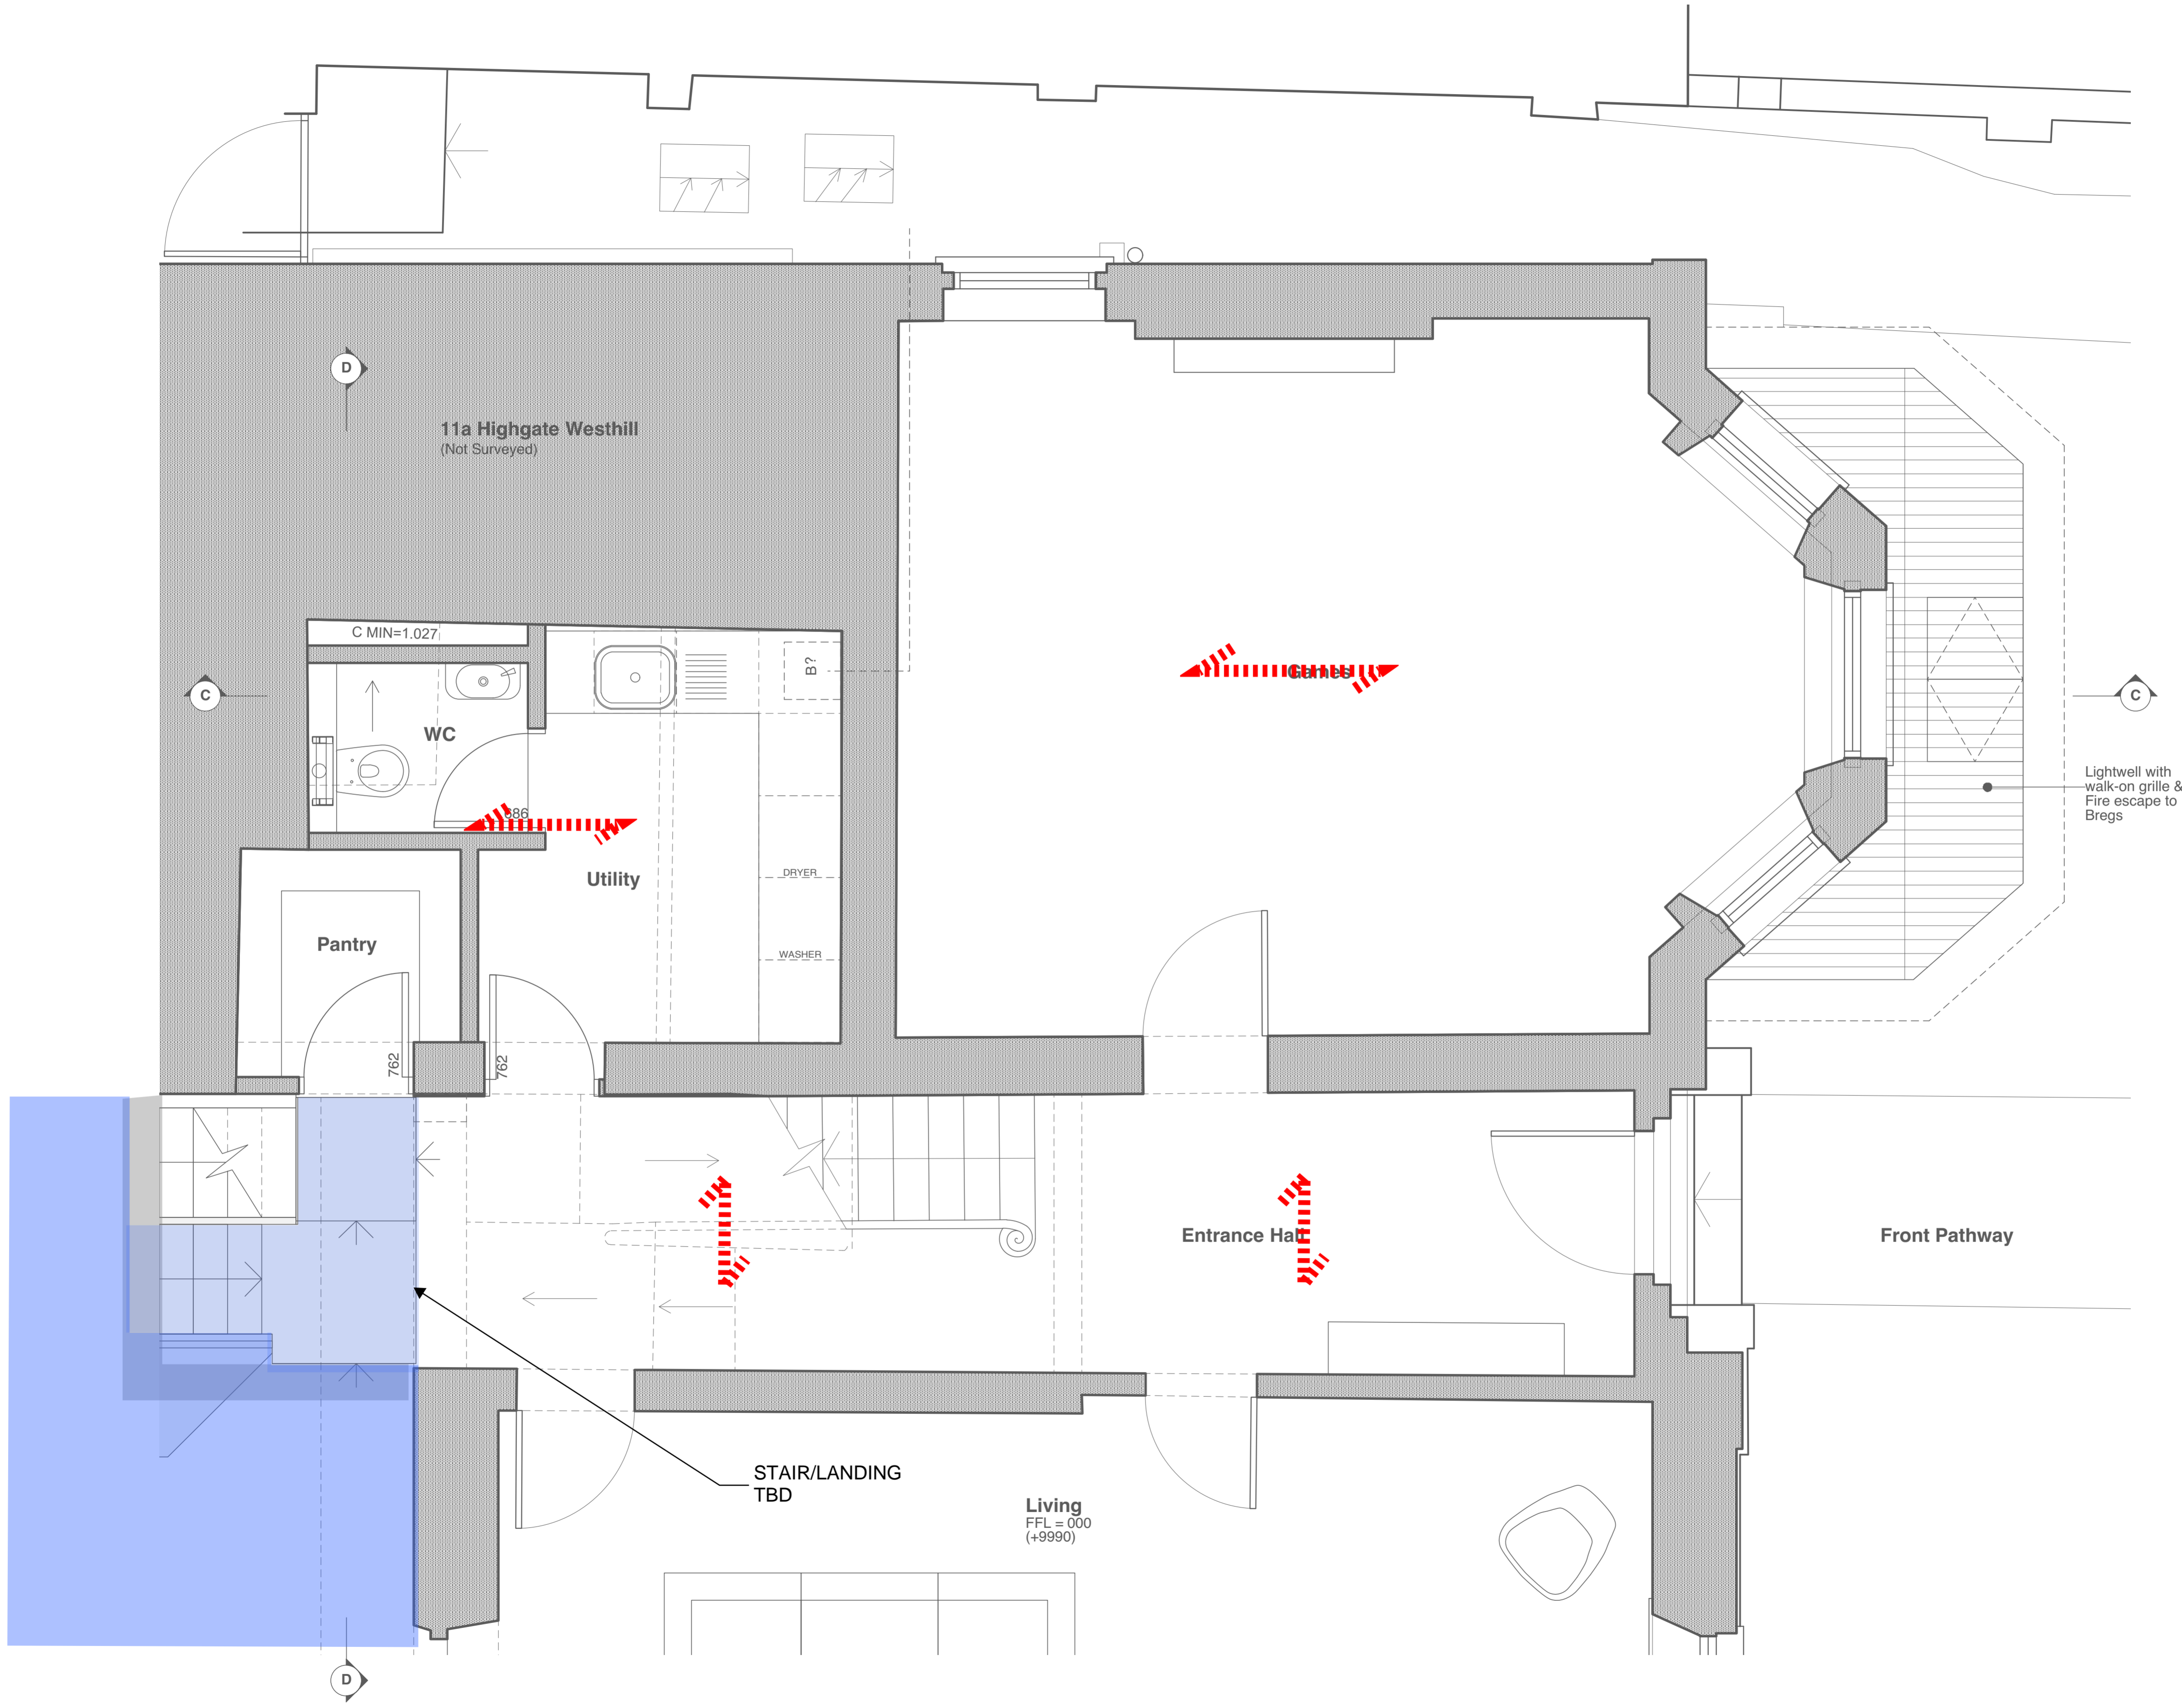 D
11a Highgate Westhill
(Not Surveyed)
C MIN=1.027
B?
C
C
WC
Games
Lightwell with
walk-on grille &
Fire escape to
Bregs
686
Utility
DRYER
Pantry
WASHER
762
762
Entrance Hall
Front Pathway
STAIR/LANDING
TBD
Living
FFL = 000
(+9990)
D